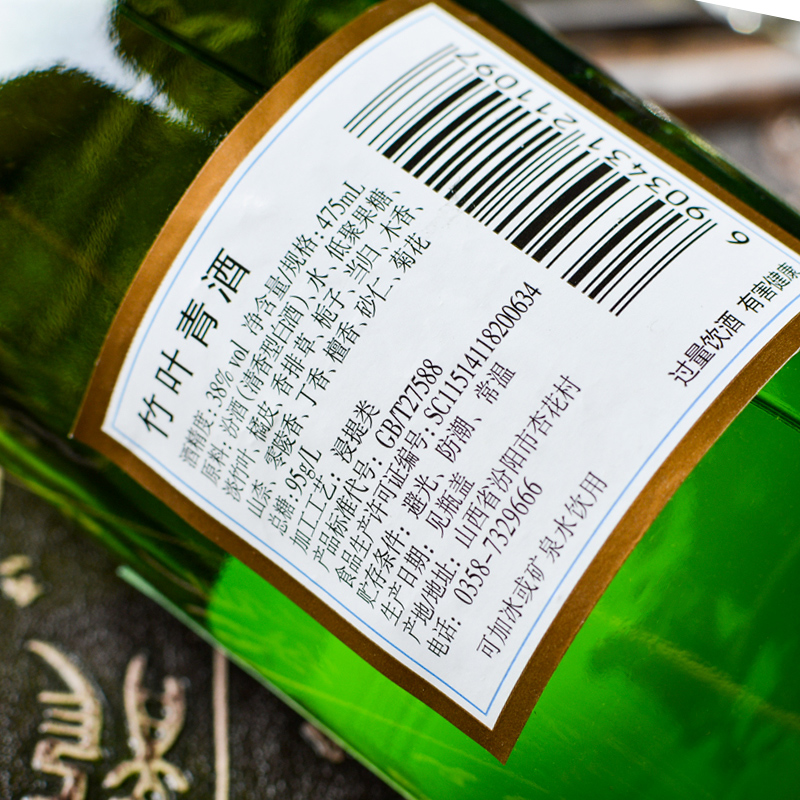 竹叶青酒
酒精度：38% vol 净含量/规格：475mL
原料：汾酒（清香型白酒）、水、低聚果糖、
淡竹叶、橘皮、香排草、栀子、当归、木香、
山柰、零陵香、丁香、檀香、砂仁、菊花
总糖：95g/L
加工工艺：浸提类
产品标准代号：GB/T27588
食品生产许可证编号：SC11514118200634
贮存条件：避光、防潮、常温
生产日期：见瓶盖
产地/地址：山西省汾阳市杏花村
电话：0358-7329666
可加冰或矿泉水饮用
过量饮酒 有害健康
6 903431 211097